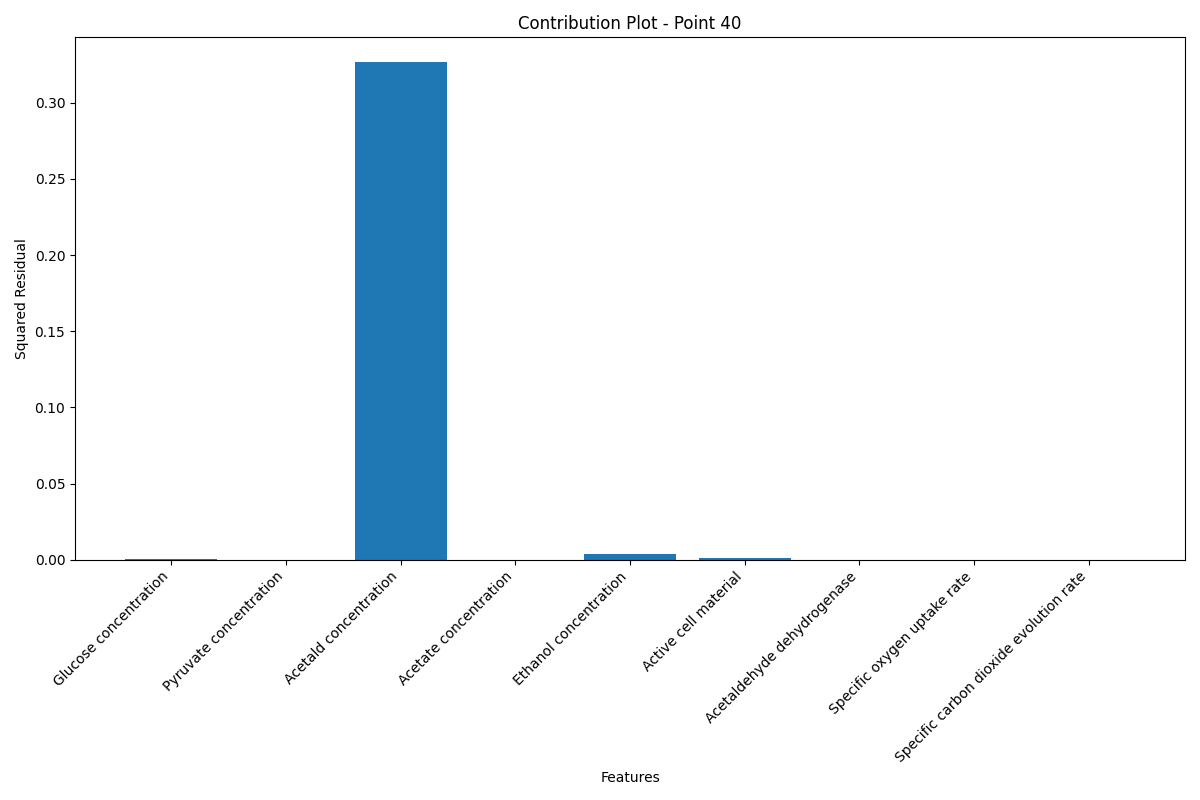 Contribution Plot - Point 40
Squared Residual
0.30
0.25
0.20
0.15
0.10
0.05
0.00
Glucose concentration
Pyruvate concentration
Acetald concentration
Acetate concentration
Ethanol concentration
Active cell material
Acetaldehyde dehydrogenase
Specific oxygen uptake rate
Specific carbon dioxide evolution rate
Features